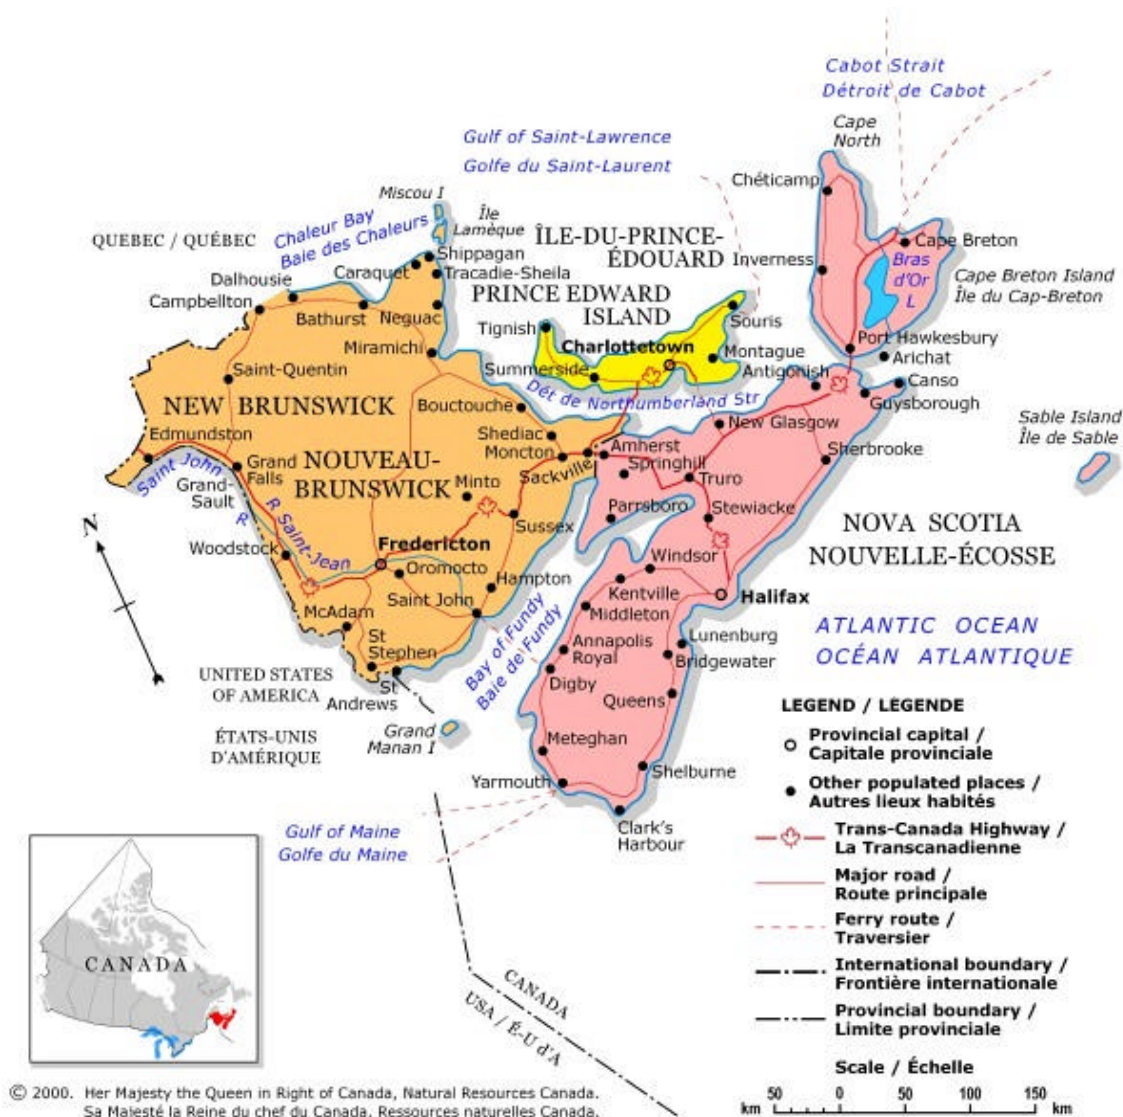 Cabot Strait
Détroit de Cabot
Cape
North
Gulf of Saint-Lawrence
Golfe du Saint-Laurent
Chéticamp
Miscou I
Île
Lamèque
Chaleur Bay
Baie des Chaleurs
QUEBEC / QUÉBEC
ÎLE-DU-PRINCE-
ÉDOUARD
PRINCE EDWARD
ISLAND
Shippagan
Caraquet
Tracadie-Sheila
Dalhousie
Campbellton
Bathurst
Neguac
Inverness
Cape Breton
Bras
d'Or
L
Cape Breton Island
Île du Cap-Breton
Tignish
Souris
Charlottetown
Montague
Summerside
Miramichi
Port Hawkesbury
Arichat
Antigonish
Canso
Guysborough
Dét de Northumberland Str
Saint-Quentin
NEW BRUNSWICK
Bouctouche
New Glasgow
Sable Island
Île de Sable
Edmundston
Shediac
Moncton
Sackville
Amherst
Springhill
Sherbrooke
Truro
NOUVEAU-
BRUNSWICK
Grand
Falls
Grand-
Sault
Saint John
R
R Saint-Jean
Minto
Parrsboro
Stewiacke
Sussex
NOVA SCOTIA
NOUVELLE-ÉCOSSE
N
Woodstock
Fredericton
Oromocto
Windsor
Hampton
Kentville
Halifax
Saint John
Middleton
McAdam
St
Stephen
Bay of Fundy
Baie de Fundy
Annapolis
Royal
Lunenburg
Bridgewater
ATLANTIC OCEAN
OCÉAN ATLANTIQUE
UNITED STATES
OF AMERICA
St
Andrews
Digby
Queens
ÉTATS-UNIS
D'AMÉRIQUE
Grand
Manan I
Meteghan
Yarmouth
Shelburne
Clark's
Harbour
Gulf of Maine
Golfe du Maine
CANADA
USA / É-U d'A
CANADA
LEGEND / LÉGENDE
Provincial capital /
Capitale provinciale
Other populated places /
Autres lieux habités
Trans-Canada Highway /
La Transcanadienne
Major road /
Route principale
Ferry route /
Traversier
International boundary /
Frontière internationale
Provincial boundary /
Limite provinciale
Scale / Échelle
50 0 50 100 150
km km
© 2000. Her Majesty the Queen in Right of Canada, Natural Resources Canada.
Sa Majesté la Reine du chef du Canada, Ressources naturelles Canada.